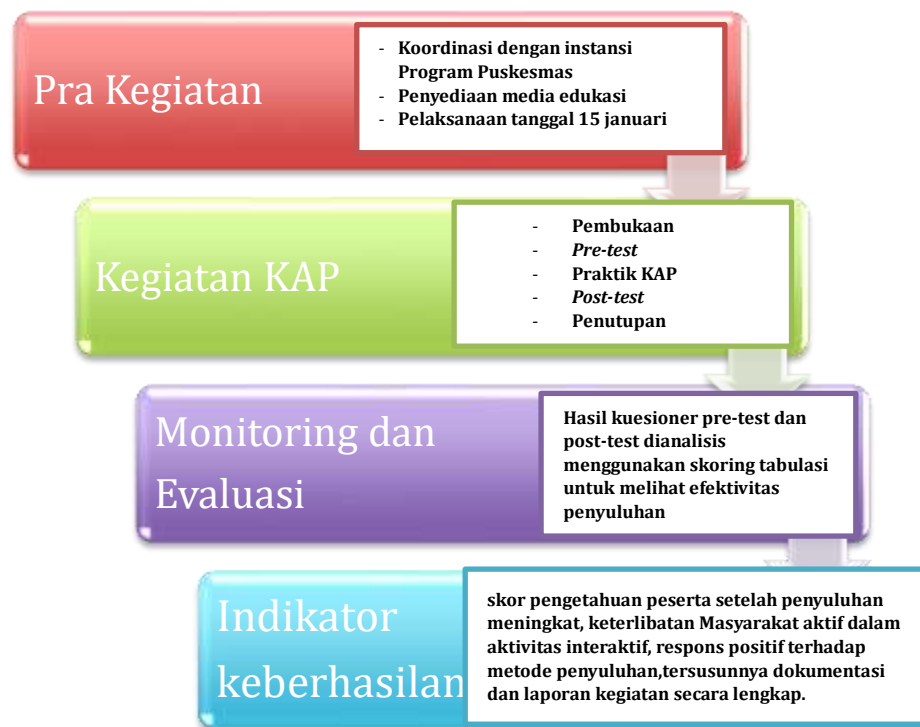 Pra Kegiatan
- Koordinasi dengan instansi
Program Puskesmas
- Penyediaan media edukasi
- Pelaksanaan tanggal 15 januari
Kegiatan KAP
- Pembukaan
- Pre-test
- Praktik KAP
- Post-test
- Penutupan
Monitoring dan
Evaluasi
Hasil kuesioner pre-test dan
post-test dianalisis
menggunakan skoring tabulasi
untuk melihat efektivitas
penyuluhan
Indikator
keberhasilan
skor pengetahuan peserta setelah penyuluhan
meningkat, keterlibatan Masyarakat aktif dalam
aktivitas interaktif, respons positif terhadap
metode penyuluhan,tersusunnya dokumentasi
dan laporan kegiatan secara lengkap.